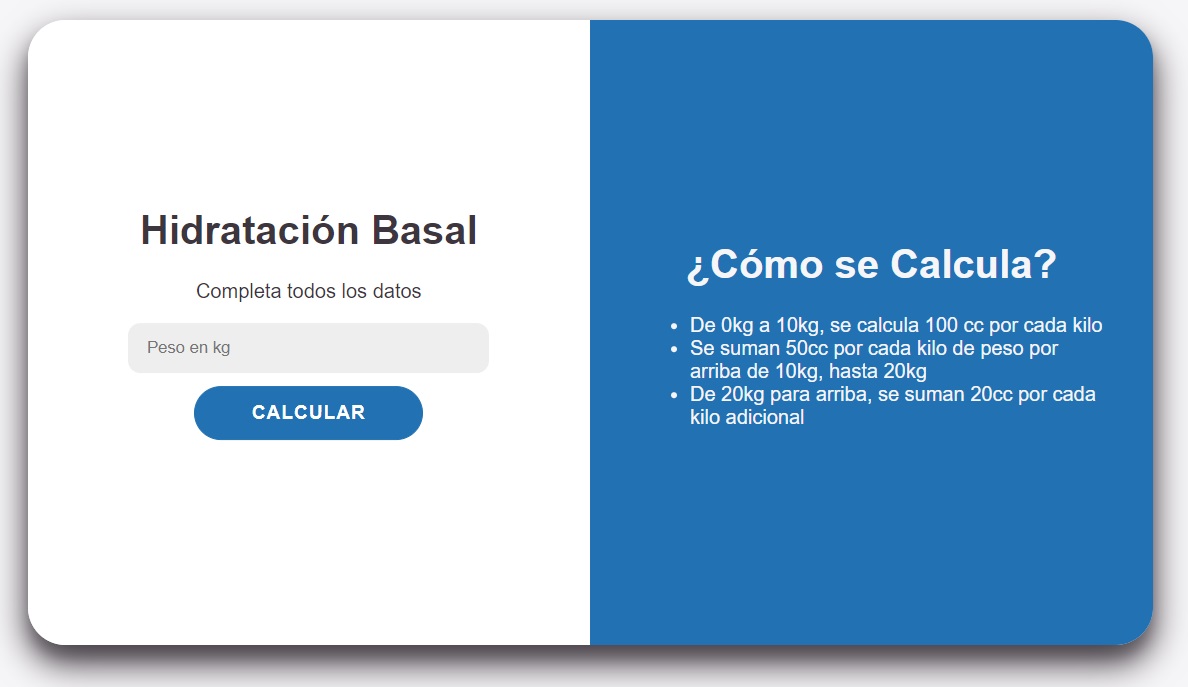 Hidratación Basal
Completa todos los datos
Peso en kg
CALCULAR
¿Cómo se Calcula?
• De 0kg a 10kg, se calcula 100 cc por cada kilo
• Se suman 50cc por cada kilo de peso por
arriba de 10kg, hasta 20kg
• De 20kg para arriba, se suman 20cc por cada
kilo adicional